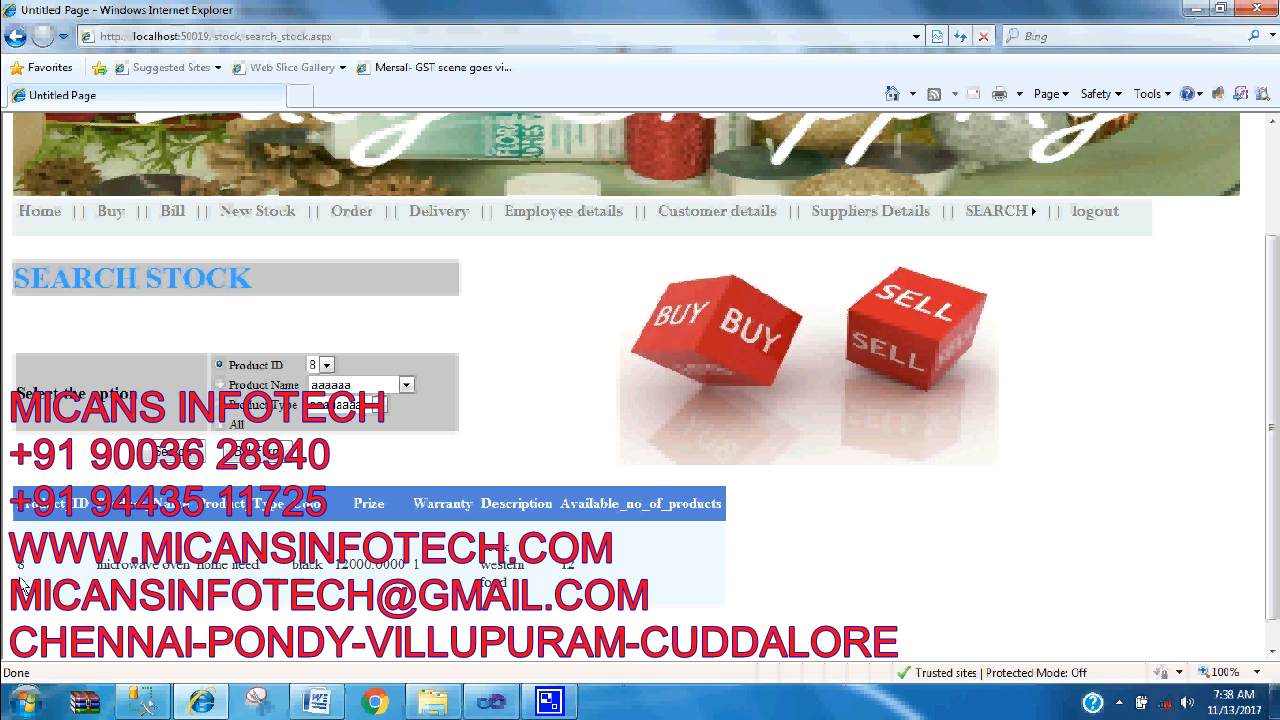 Untitled Page - Windows Internet Explorer
localhost:50019/stock/search_stock.aspx
Bing
Favorites Suggested Sites Web Slice Gallery Mersal- GST scene goes vi...
Untitled Page
Page Safety Tools
Shopping
Home || Buy || Bill || New Stock || Order || Delivery || Employee details || Customer details || Suppliers Details || SEARCH || logout
SEARCH STOCK
BUY BUY SELL SELL
Product ID 8
Product Name aaaaaa
Select the option
Product Type
All
MICANS INFOTECH
+91 90036 28940
+91 94435 11725
Prize Warranty Description Available_no_of_products
WWW.MICANSINFOTECH.COM
8 microwave oven home need black 12000.0000 1 western 12
food
MICANSINFOTECH@GMAIL.COM
CHENNAI-PONDY-VILLUPURAM-CUDDALORE
Done Trusted sites | Protected Mode: Off 100%
7:38 AM
11/13/2017